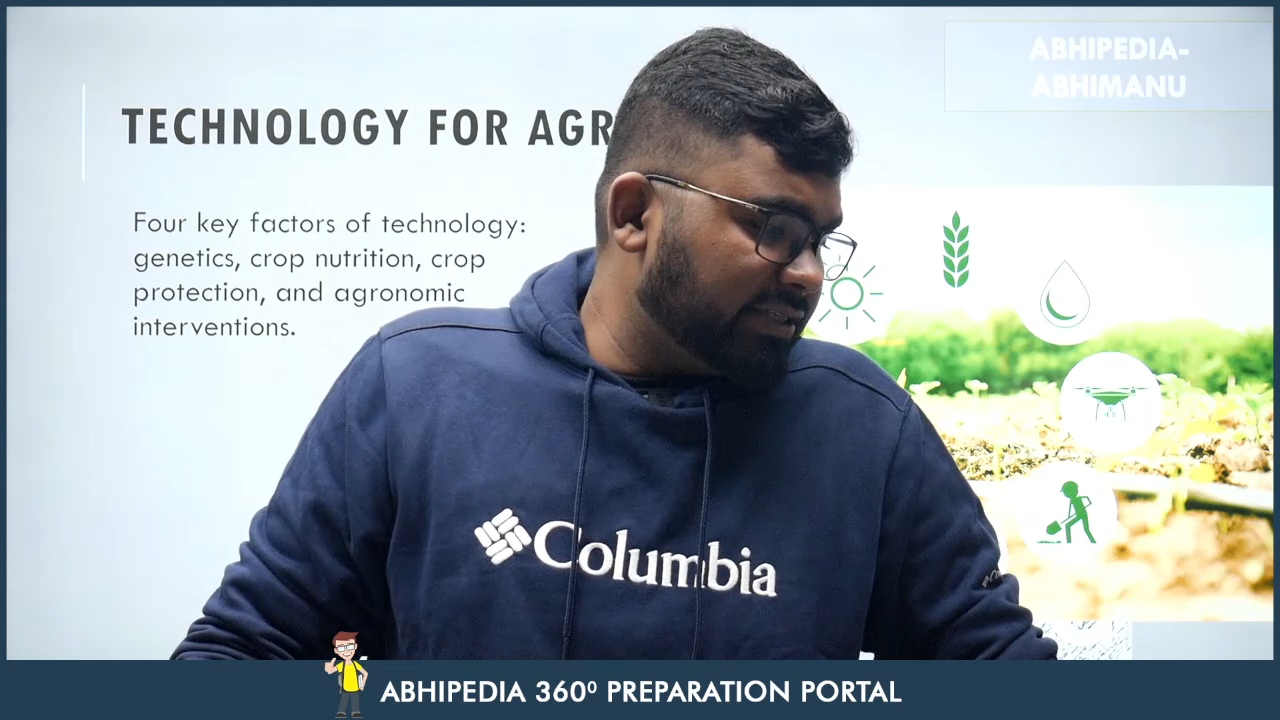 ABHIPEDIA-
ABHIMANU
TECHNOLOGY FOR AGR
Four key factors of technology:
genetics, crop nutrition, crop
protection, and agronomic
interventions.
Columbia
ABHIPEDIA 360⁰ PREPARATION PORTAL